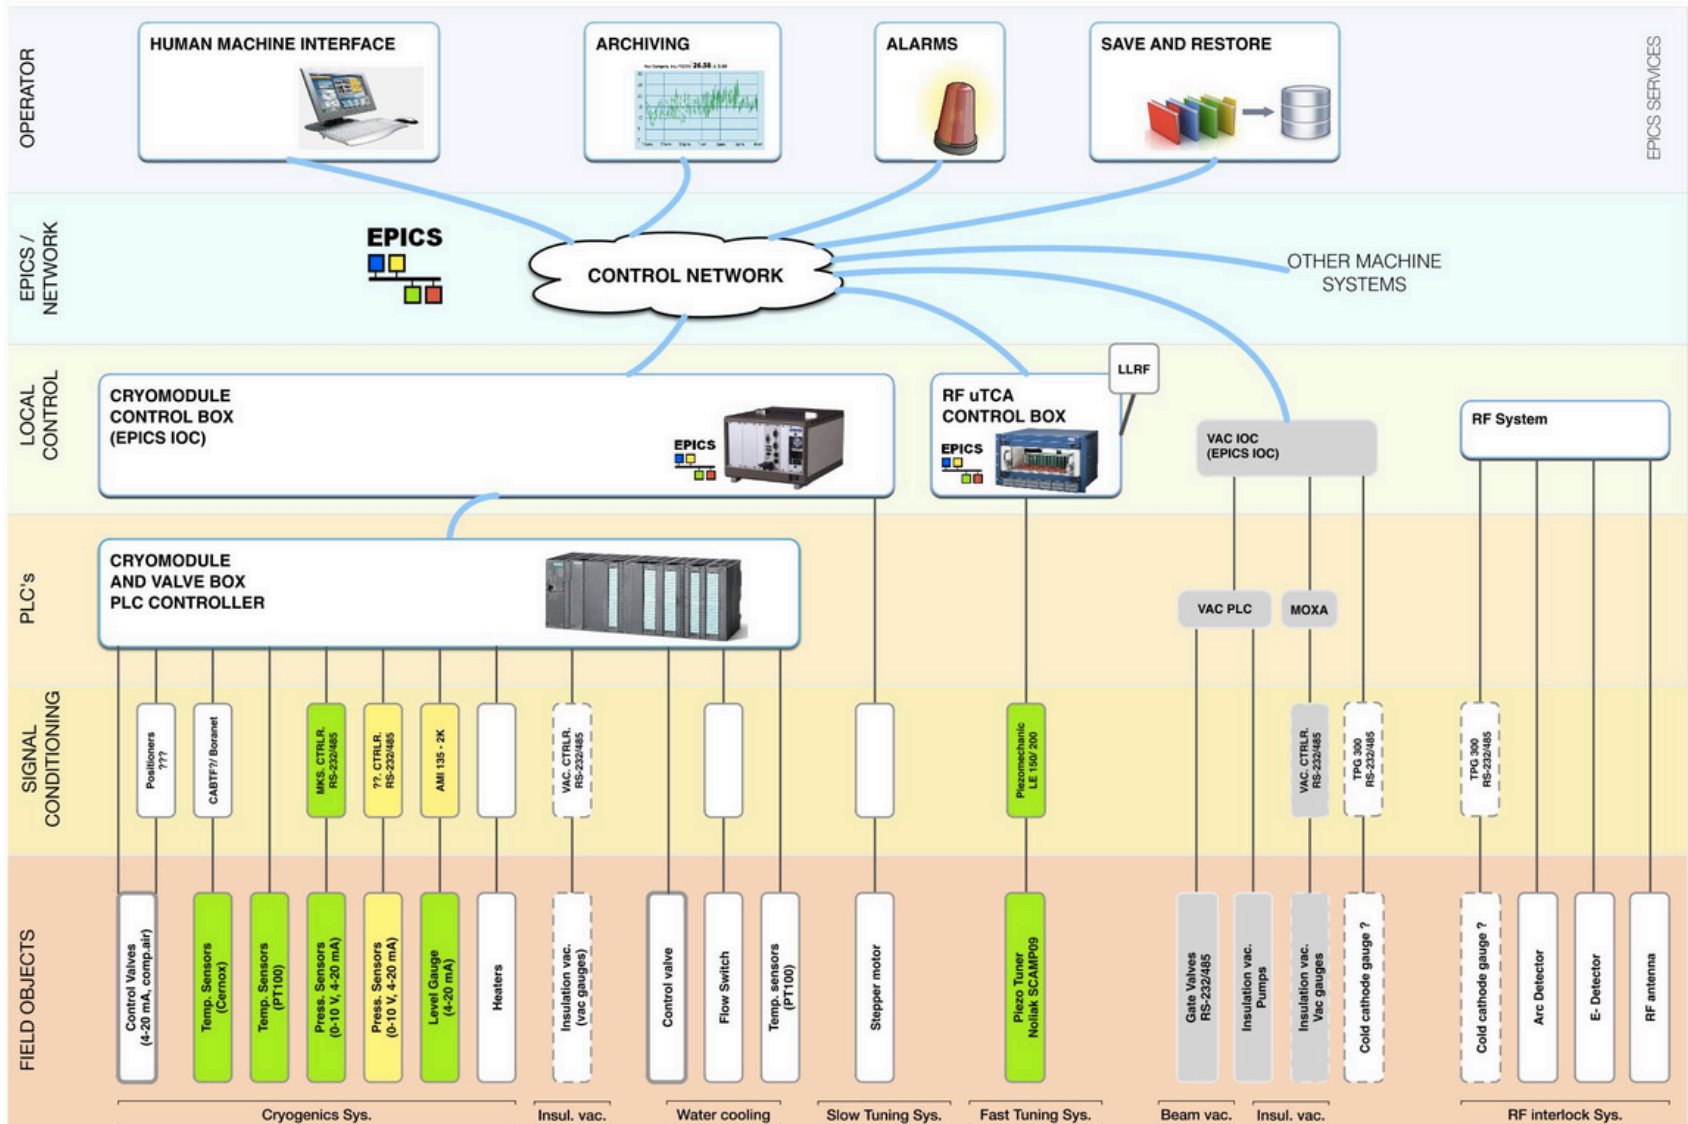 OPERATOR
HUMAN MACHINE INTERFACE
ARCHIVING
26.58
ALARMS
SAVE AND RESTORE
EPICS SERVICES
EPICS /
NETWORK
EPICS
CONTROL NETWORK
OTHER MACHINE
SYSTEMS
LOCAL
CONTROL
CRYOMODULE
CONTROL BOX
(EPICS IOC)
EPICS
RF uTCA
CONTROL BOX
EPICS
LLRF
VAC IOC
(EPICS IOC)
RF System
PLC's
CRYOMODULE
AND VALVE BOX
PLC CONTROLLER
VAC PLC
MOXA
SIGNAL
CONDITIONING
Positioners
???
CABTF?/ Boranet
MKS. CTRLR.
RS-232/485
??. CTRLR.
RS-232/485
AMI 135 - 2K
VAC. CTRLR.
RS-232/485
Piezomechanic
LE 150/ 200
VAC. CTRLR.
RS-232/485
TPG 300
RS-232/485
TPG 300
RS-232/485
FIELD OBJECTS
Control Valves
(4-20 mA, comp.air)
Temp. Sensors
(Cernox)
Temp. Sensors
(PT100)
Press. Sensors
(0-10 V, 4-20 mA)
Press. Sensors
(0-10 V, 4-20 mA)
Level Gauge
(4-20 mA)
Heaters
Insulation vac.
(vac gauges)
Control valve
Flow Switch
Temp. sensors
(PT100)
Stepper motor
Piezo Tuner
Noliak SCAMP09
Gate Valves
RS-232/485
Insulation vac.
Pumps
Insulation vac.
Vac gauges
Cold cathode gauge ?
Cold cathode gauge ?
Arc Detector
E- Detector
RF antenna
Cryogenics Sys.
Insul. vac.
Water cooling
Slow Tuning Sys.
Fast Tuning Sys.
Beam vac.
Insul. vac.
RF interlock Sys.